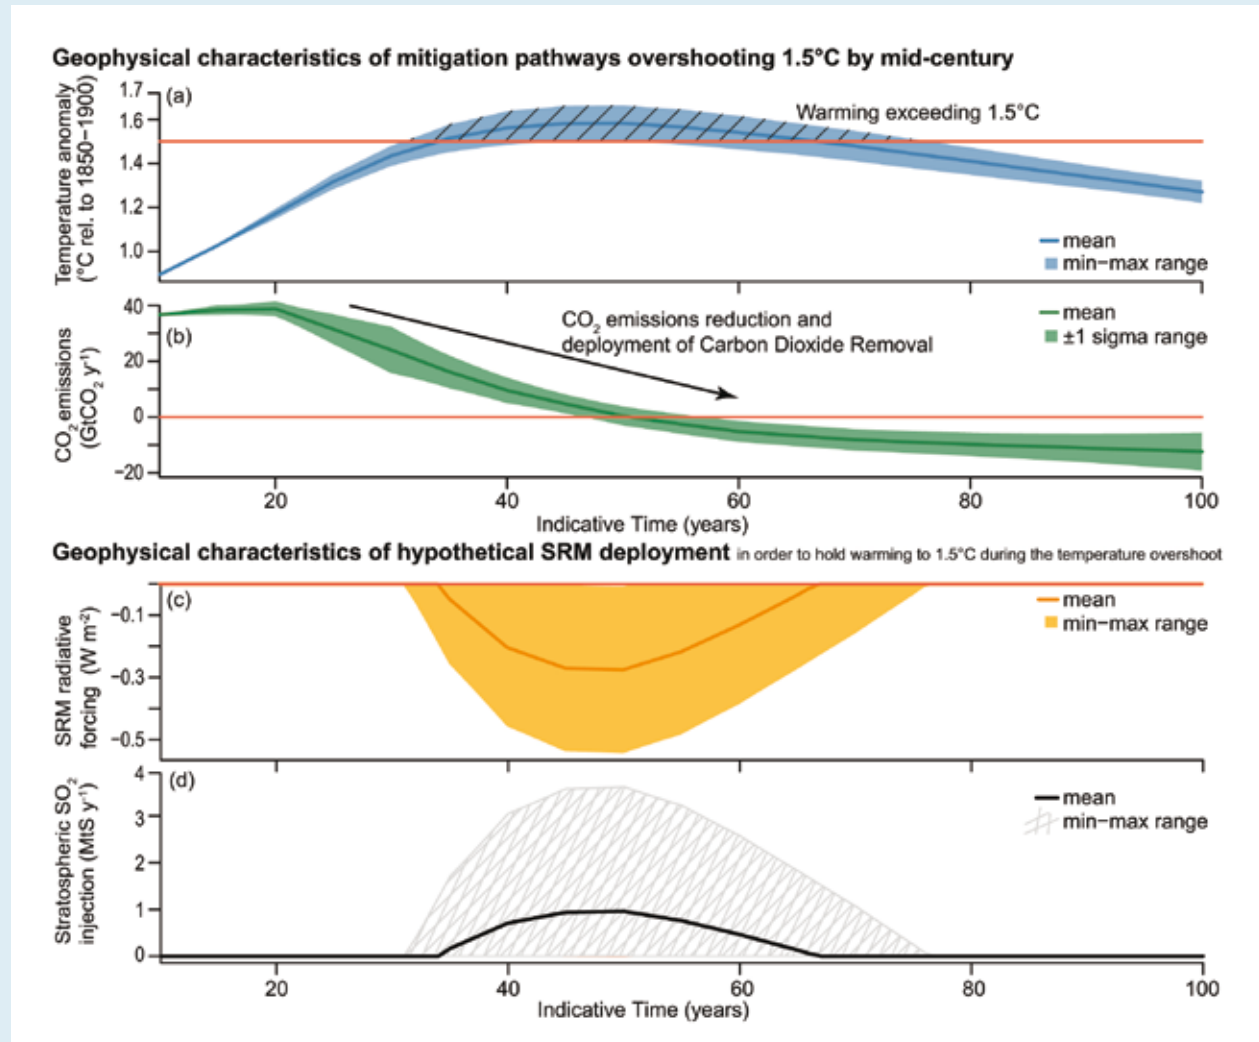 Geophysical characteristics of mitigation pathways overshooting 1.5°C by mid-century
(a)
Temperature anomaly
(°C rel. to 1850–1900)
1.7
1.6
1.4
1.2
1.0
Warming exceeding 1.5°C
mean
min–max range
(b)
CO₂ emissions
(GtCO₂ y⁻¹)
40
20
0
–20
CO₂ emissions reduction and
deployment of Carbon Dioxide Removal
mean
±1 sigma range
20 40 60 80 100
Indicative Time (years)
Geophysical characteristics of hypothetical SRM deployment in order to hold warming to 1.5°C during the temperature overshoot
(c)
SRM radiative
forcing (W m⁻²)
–0.1
–0.3
–0.5
mean
min–max range
(d)
Stratospheric SO₂
injection (MtS y⁻¹)
4
3
2
1
0
mean
min–max range
20 40 60 80 100
Indicative Time (years)